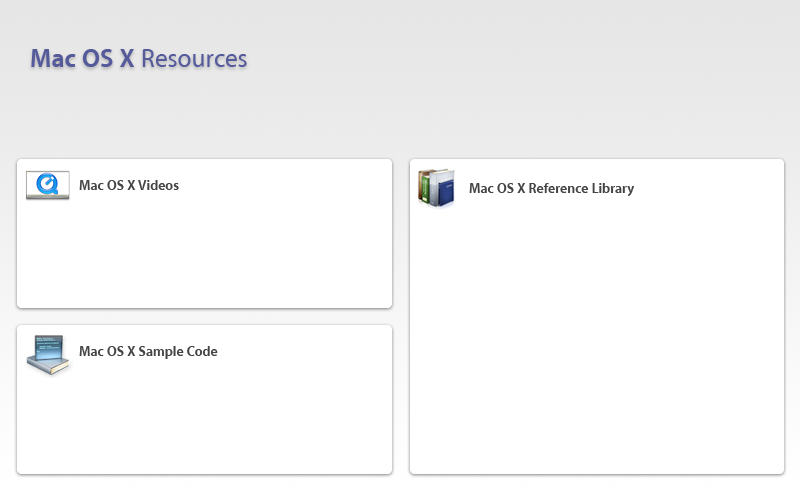 Mac OS X Resources
Mac OS X Videos
Mac OS X Reference Library
Mac OS X Sample Code